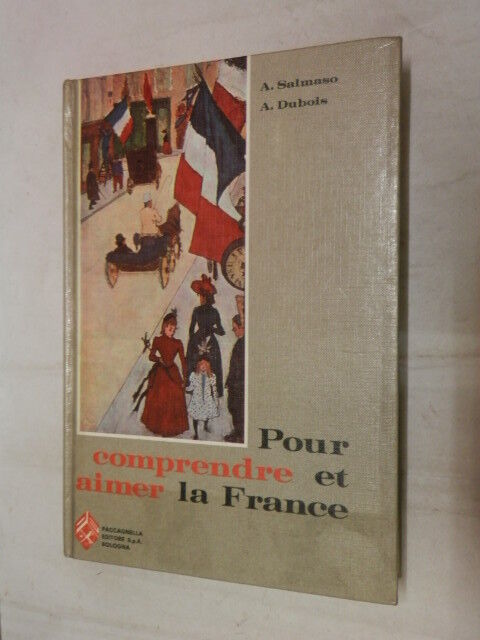 A. Salmaso
A. Dubois
Pour
comprendre et
aimer la France
PACCAGNELLA
EDITORE S.p.A.
BOLOGNA